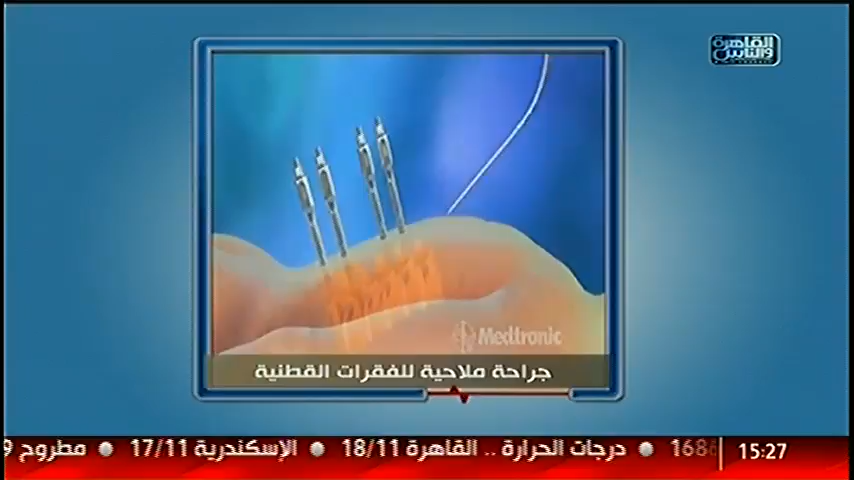 القاهرة
والناس
Medtronic
جراحة ملاحية للفقرات القطنية
15:27
1686 ● درجات الحرارة .. القاهرة 18/11 ● الإسكندرية 17/11 ● مطروح 9